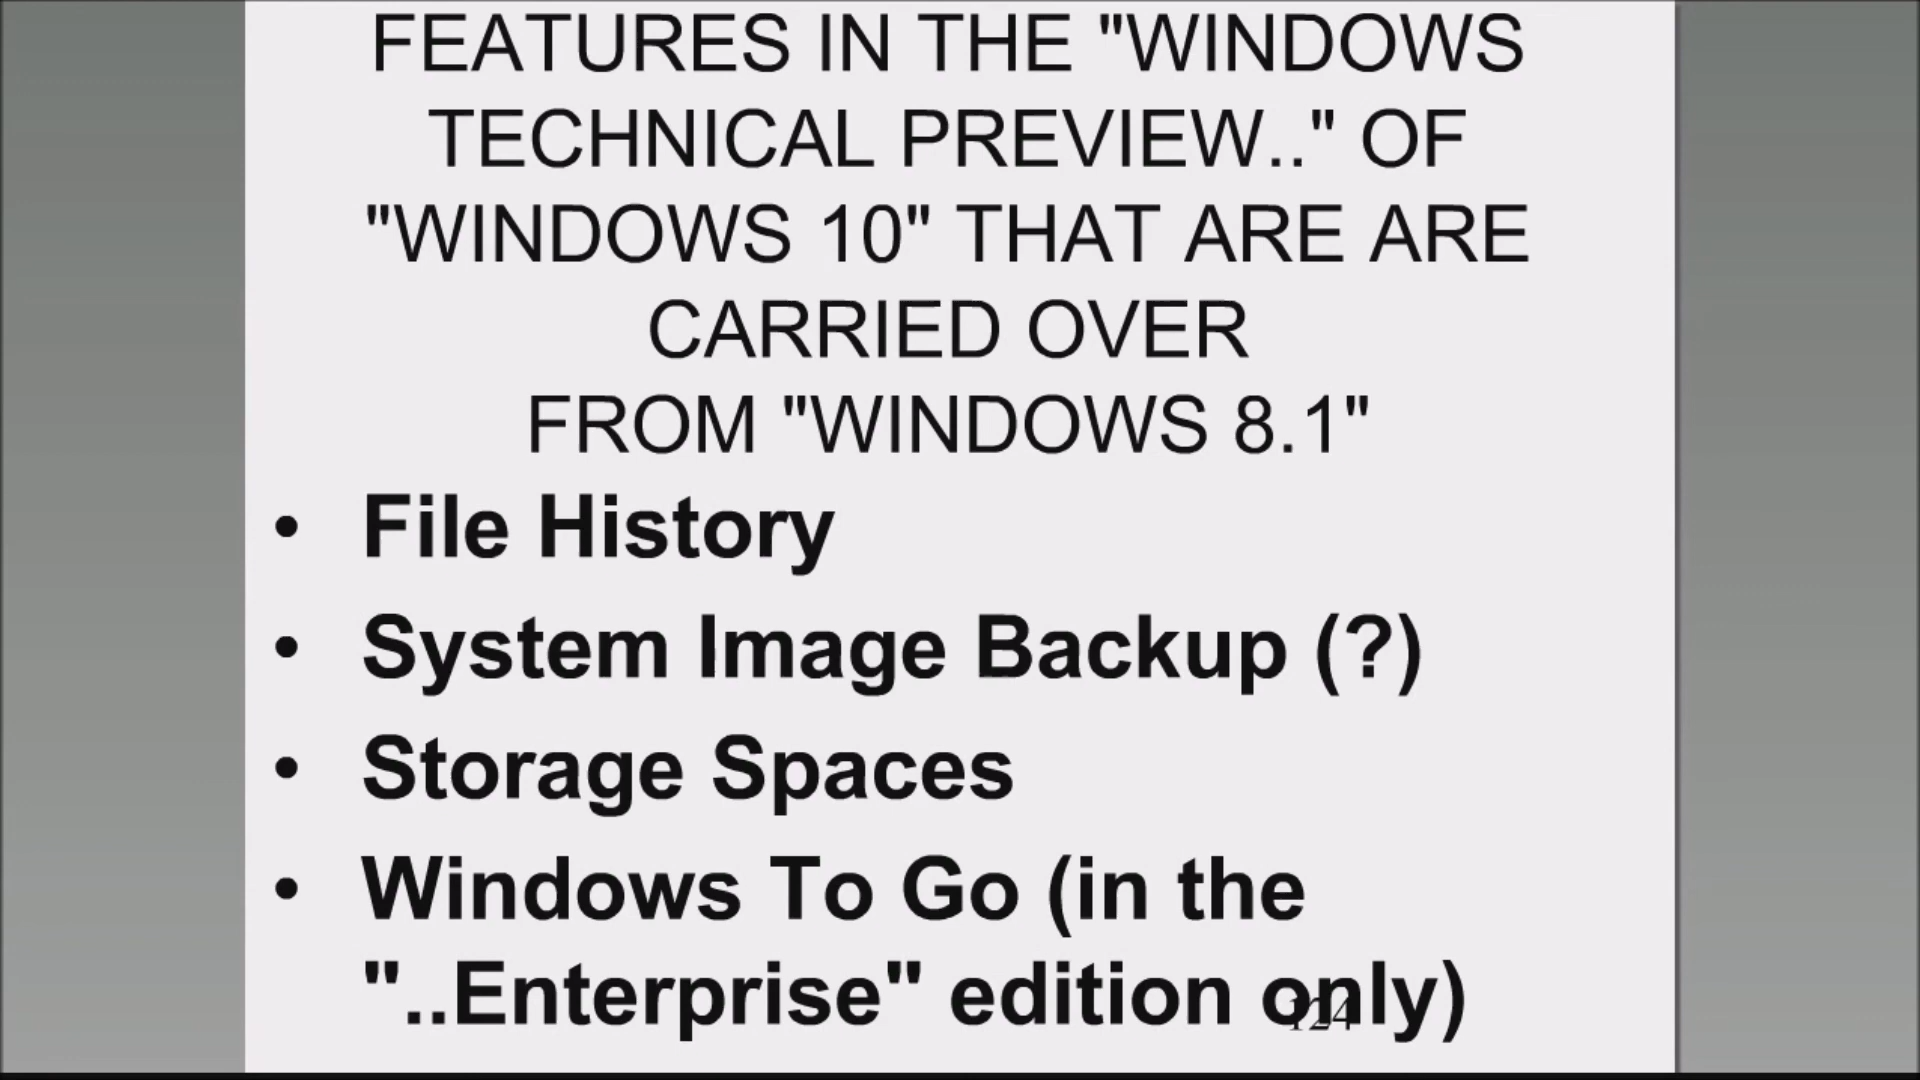 FEATURES IN THE "WINDOWS
TECHNICAL PREVIEW.." OF
"WINDOWS 10" THAT ARE ARE
CARRIED OVER
FROM "WINDOWS 8.1"
• File History
• System Image Backup (?)
• Storage Spaces
• Windows To Go (in the
"..Enterprise" edition only)
124